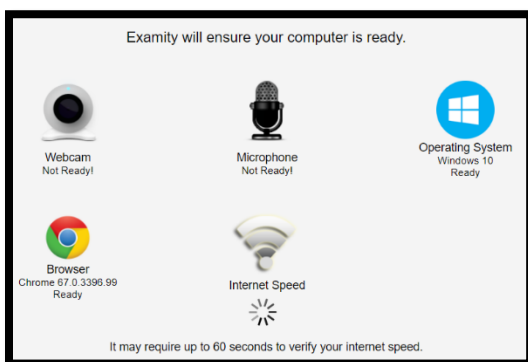 Examity will ensure your computer is ready.
Webcam
Not Ready!
Microphone
Not Ready!
Operating System
Windows 10
Ready
Browser
Chrome 67.0.3396.99
Ready
Internet Speed
It may require up to 60 seconds to verify your internet speed.